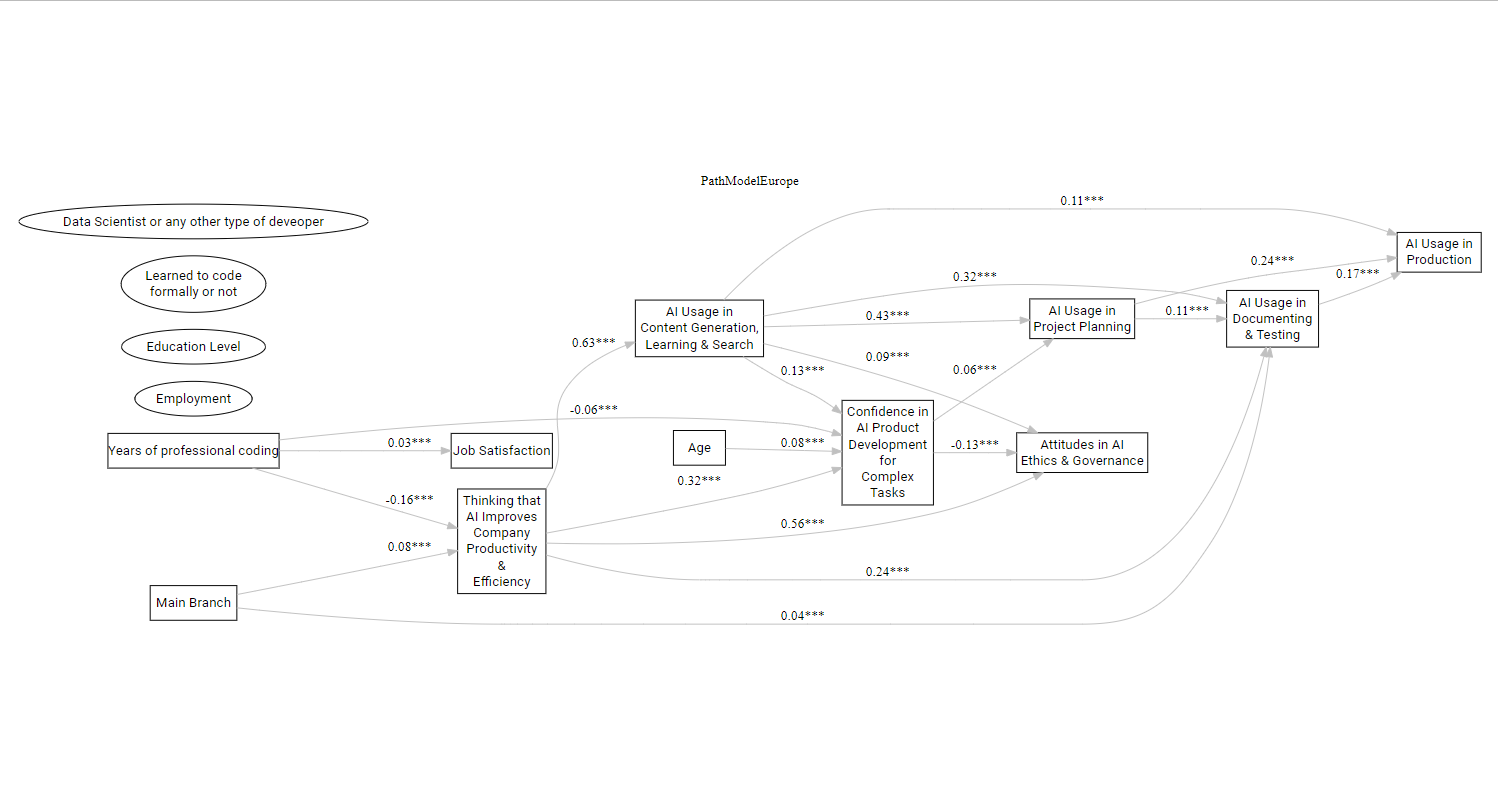 PathModelEurope
Data Scientist or any other type of deveoper
Learned to code
formally or not
Education Level
Employment
Years of professional coding
Main Branch
Job Satisfaction
Thinking that
AI Improves
Company
Productivity
&
Efficiency
AI Usage in
Content Generation,
Learning & Search
Age
Confidence in
AI Product
Development
for
Complex
Tasks
AI Usage in
Project Planning
Attitudes in AI
Ethics & Governance
AI Usage in
Documenting
& Testing
AI Usage in
Production
0.11***
0.32***
0.24***
0.17***
0.43***
0.11***
0.63***
0.09***
0.13***
0.06***
-0.06***
0.03***
0.08***
-0.13***
0.32***
-0.16***
0.56***
0.08***
0.24***
0.04***